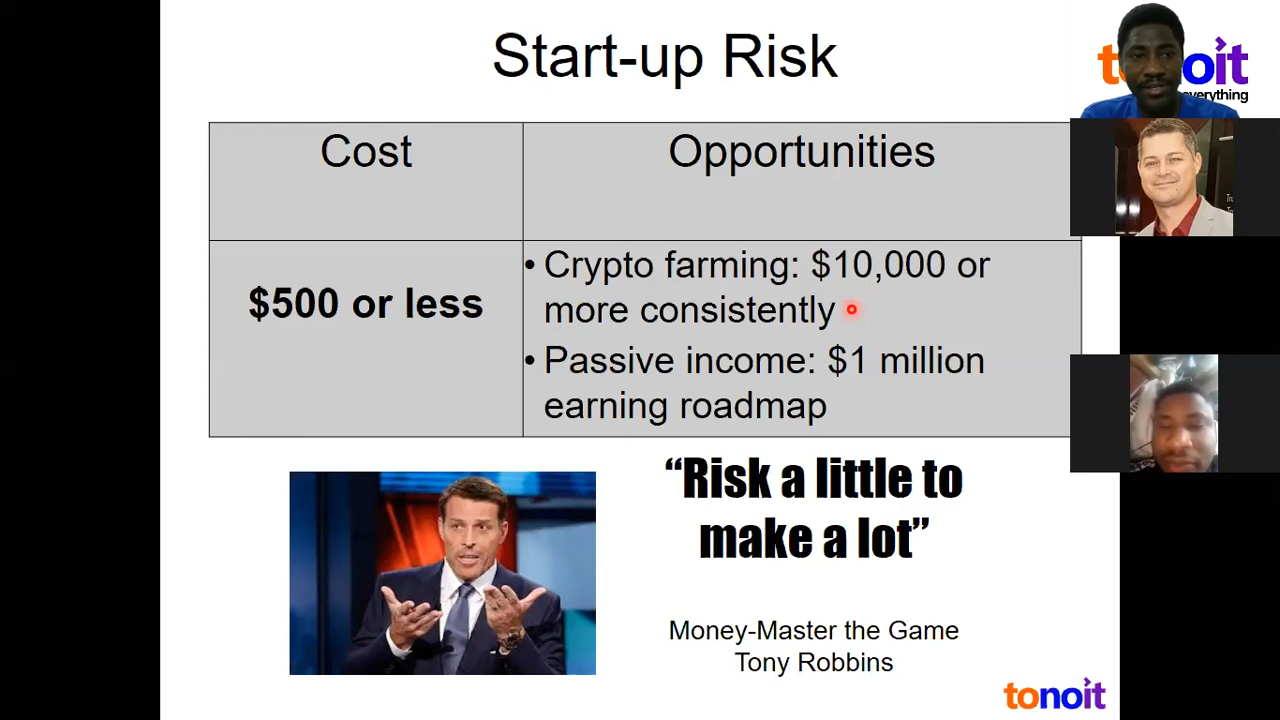 Start-up Risk
Cost
Opportunities
$500 or less
• Crypto farming: $10,000 or
more consistently
• Passive income: $1 million
earning roadmap
“Risk a little to
make a lot”
Money-Master the Game
Tony Robbins
tonoit
everything